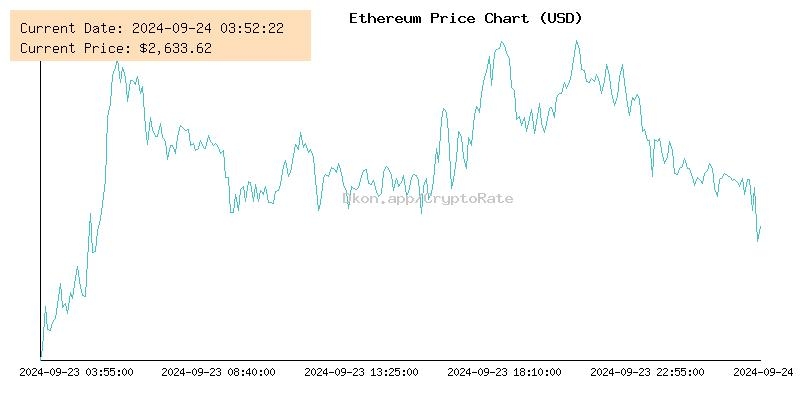 Ethereum Price Chart (USD)
Current Date: 2024-09-24 03:52:22
Current Price: $2,633.62
Dkon.app/CryptoRate
2024-09-23 03:55:00 2024-09-23 08:40:00 2024-09-23 13:25:00 2024-09-23 18:10:00 2024-09-23 22:55:00 2024-09-24